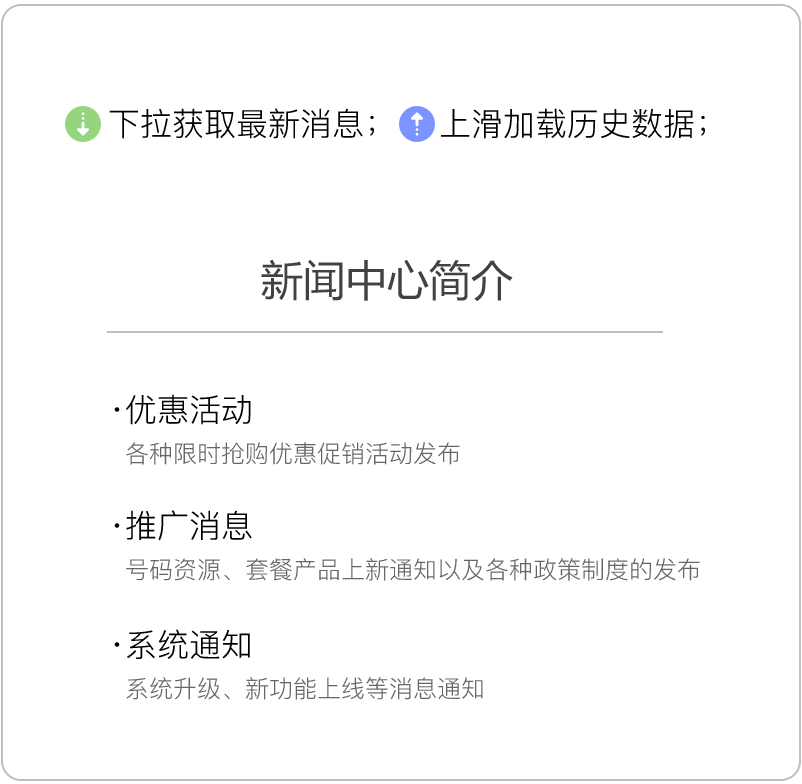 下拉获取最新消息； 上滑加载历史数据；
新闻中心简介
·优惠活动
各种限时抢购优惠促销活动发布
·推广消息
号码资源、套餐产品上新通知以及各种政策制度的发布
·系统通知
系统升级、新功能上线等消息通知